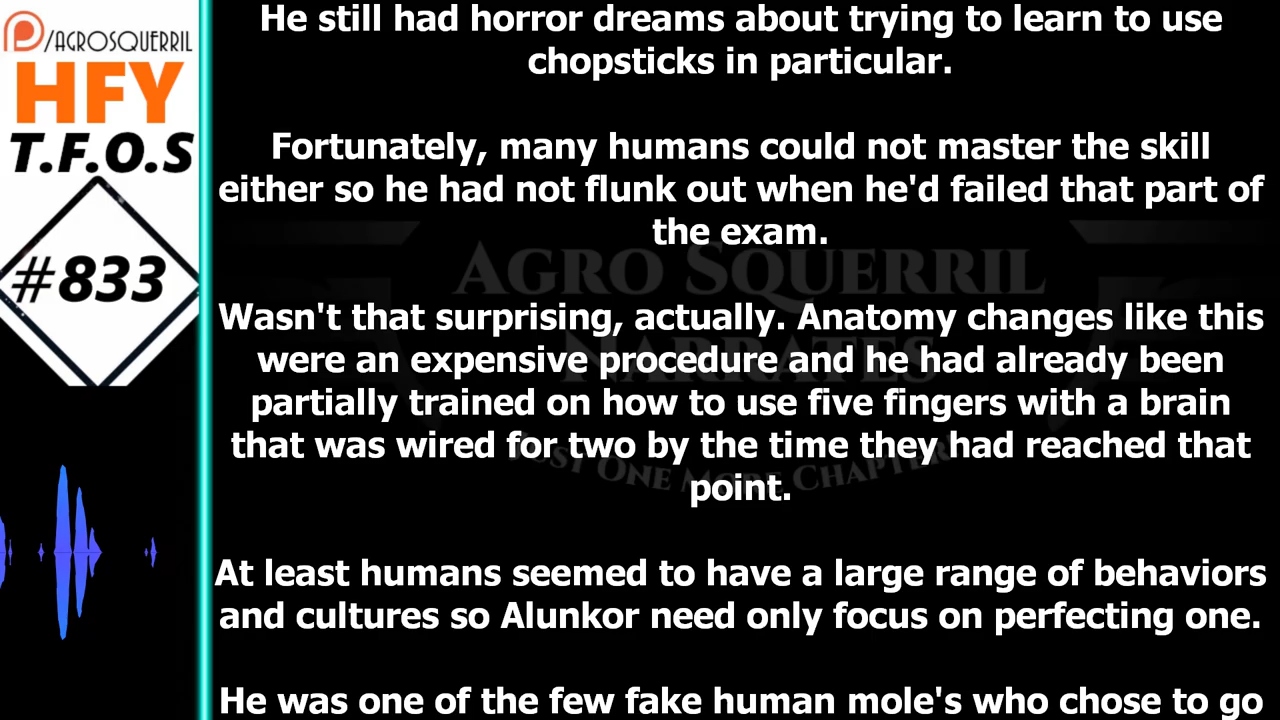 /AGROSQUERRIL
HFY
T.F.O.S
#833
He still had horror dreams about trying to learn to use
chopsticks in particular.
Fortunately, many humans could not master the skill
either so he had not flunk out when he'd failed that part of
the exam.
AGRO SQUERRIL
NARRATES
Wasn't that surprising, actually. Anatomy changes like this
were an expensive procedure and he had already been
partially trained on how to use five fingers with a brain
that was wired for two by the time they had reached that
point.
JUST ONE MORE CHAPTER
At least humans seemed to have a large range of behaviors
and cultures so Alunkor need only focus on perfecting one.
He was one of the few fake human mole's who chose to go